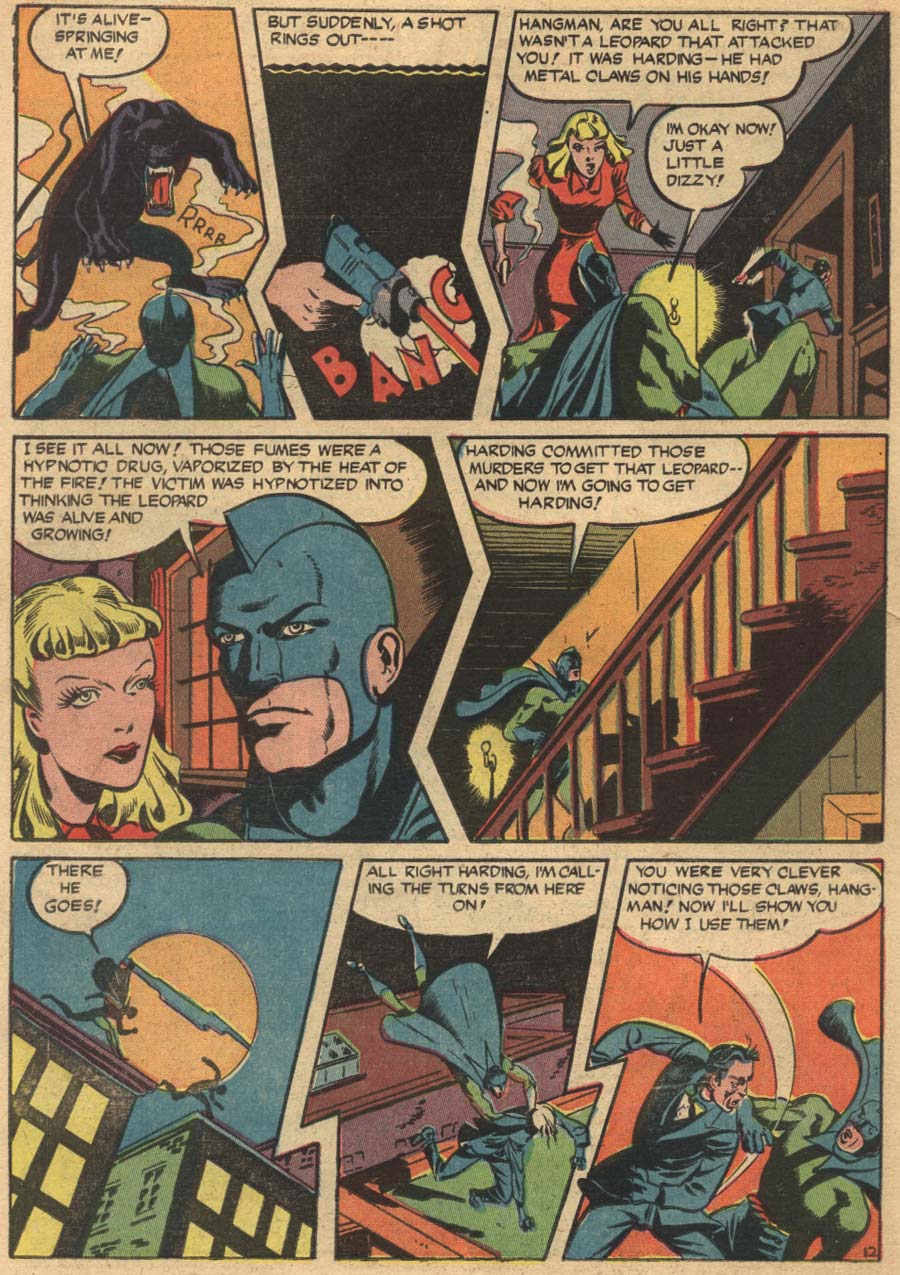 IT'S ALIVE-
SPRINGING
AT ME!
RRRR
BUT SUDDENLY, A SHOT
RINGS OUT----
BANG
HANGMAN, ARE YOU ALL RIGHT? THAT
WASN'T A LEOPARD THAT ATTACKED
YOU! IT WAS HARDING—HE HAD
METAL CLAWS ON HIS HANDS!
I'M OKAY NOW!
JUST A
LITTLE
DIZZY!
I SEE IT ALL NOW! THOSE FUMES WERE A
HYPNOTIC DRUG, VAPORIZED BY THE HEAT OF
THE FIRE! THE VICTIM WAS HYPNOTIZED INTO
THINKING THE LEOPARD
WAS ALIVE AND
GROWING!
HARDING COMMITTED THOSE
MURDERS TO GET THAT LEOPARD--
AND NOW I'M GOING TO GET
HARDING!
THERE
HE
GOES!
ALL RIGHT HARDING, I'M CALL-
ING THE TURNS FROM HERE
ON!
YOU WERE VERY CLEVER
NOTICING THOSE CLAWS, HANG-
MAN! NOW I'LL SHOW YOU
HOW I USE THEM!
12